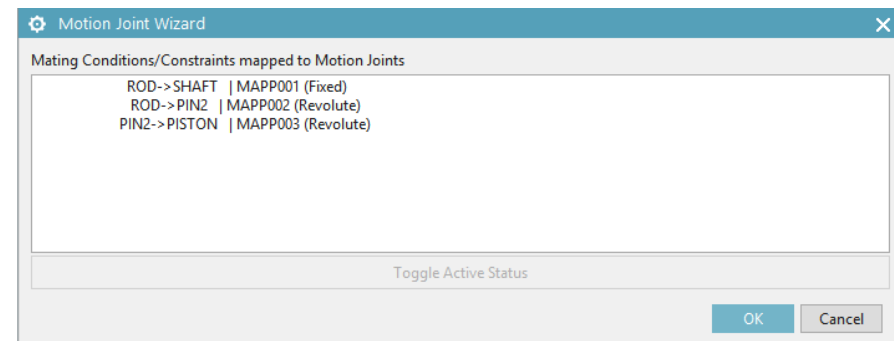 Motion Joint Wizard
Mating Conditions/Constraints mapped to Motion Joints
ROD->SHAFT | MAPP001 (Fixed)
ROD->PIN2 | MAPP002 (Revolute)
PIN2->PISTON | MAPP003 (Revolute)
Toggle Active Status
OK Cancel